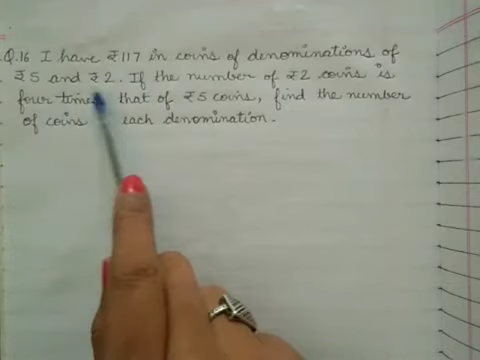 Q.16 I have ₹117 in coins of denominations of
₹5 and ₹2. If the number of ₹2 coins is
four times that of ₹5 coins, find the number
of coins each denomination.